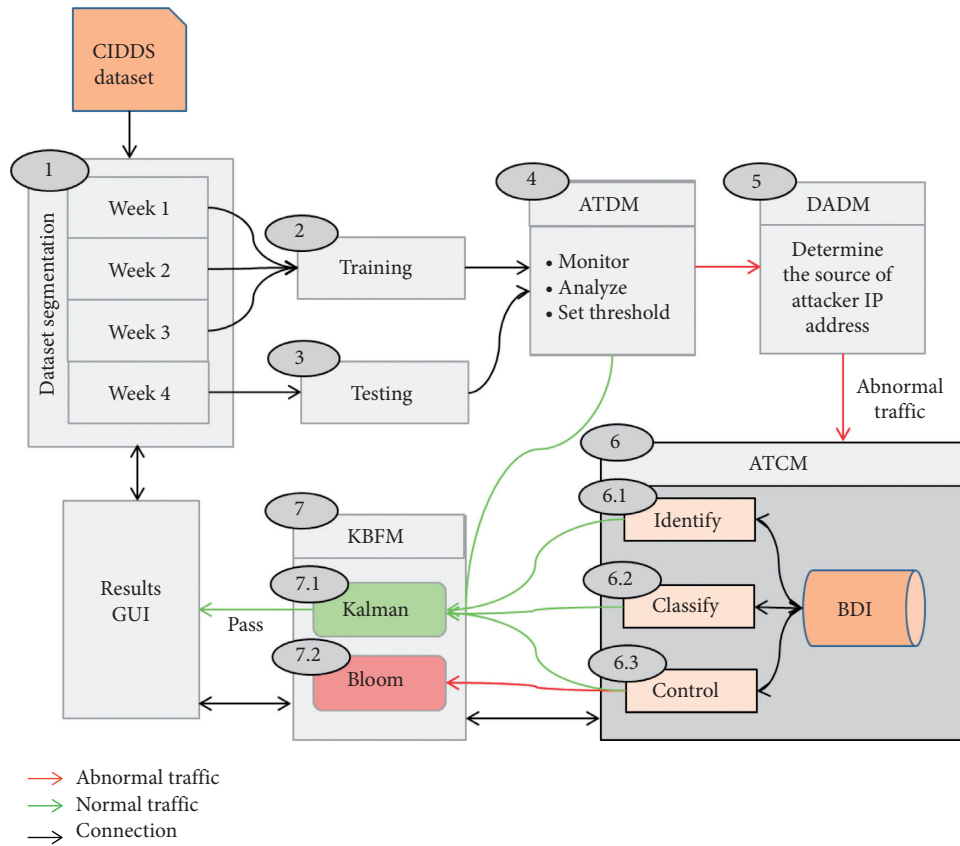 CIDDS
dataset
1
Dataset segmentation
Week 1
Week 2
Week 3
Week 4
2
Training
3
Testing
4
ATDM
• Monitor
• Analyze
• Set threshold
5
DADM
Determine
the source of
attacker IP
address
Abnormal
traffic
6
ATCM
6.1
Identify
6.2
Classify
6.3
Control
BDI
7
KBFM
7.1
Kalman
7.2
Bloom
Pass
Results
GUI
Abnormal traffic
Normal traffic
Connection